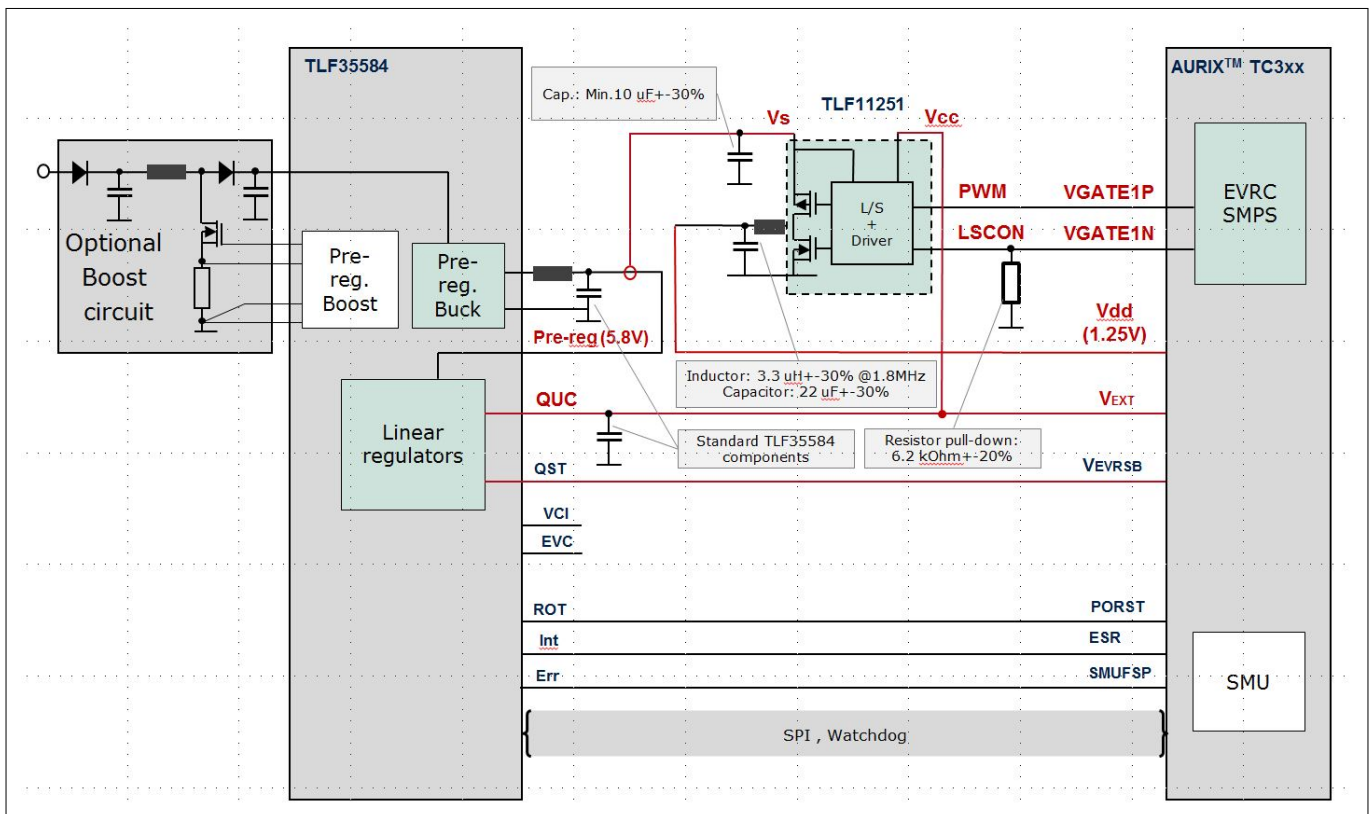 TLF35584
AURIX™ TC3xx
Cap.: Min.10 uF+-30%
TLF11251
Vs
Vcc
EVRC
SMPS
PWM
VGATE1P
L/S
+
Driver
LSCON
VGATE1N
Optional
Boost
circuit
Pre-
reg.
Boost
Pre-
reg.
Buck
Pre-reg(5.8V)
Vdd
(1.25V)
Inductor: 3.3 uH+-30% @1.8MHz
Capacitor: 22 uF+-30%
QUC
VEXT
Linear
regulators
Standard TLF35584
components
Resistor pull-down:
6.2 kOhm+-20%
QST
VEVRSB
VCI
EVC
ROT
PORST
Int
ESR
Err
SMUFSP
SMU
SPI , Watchdog